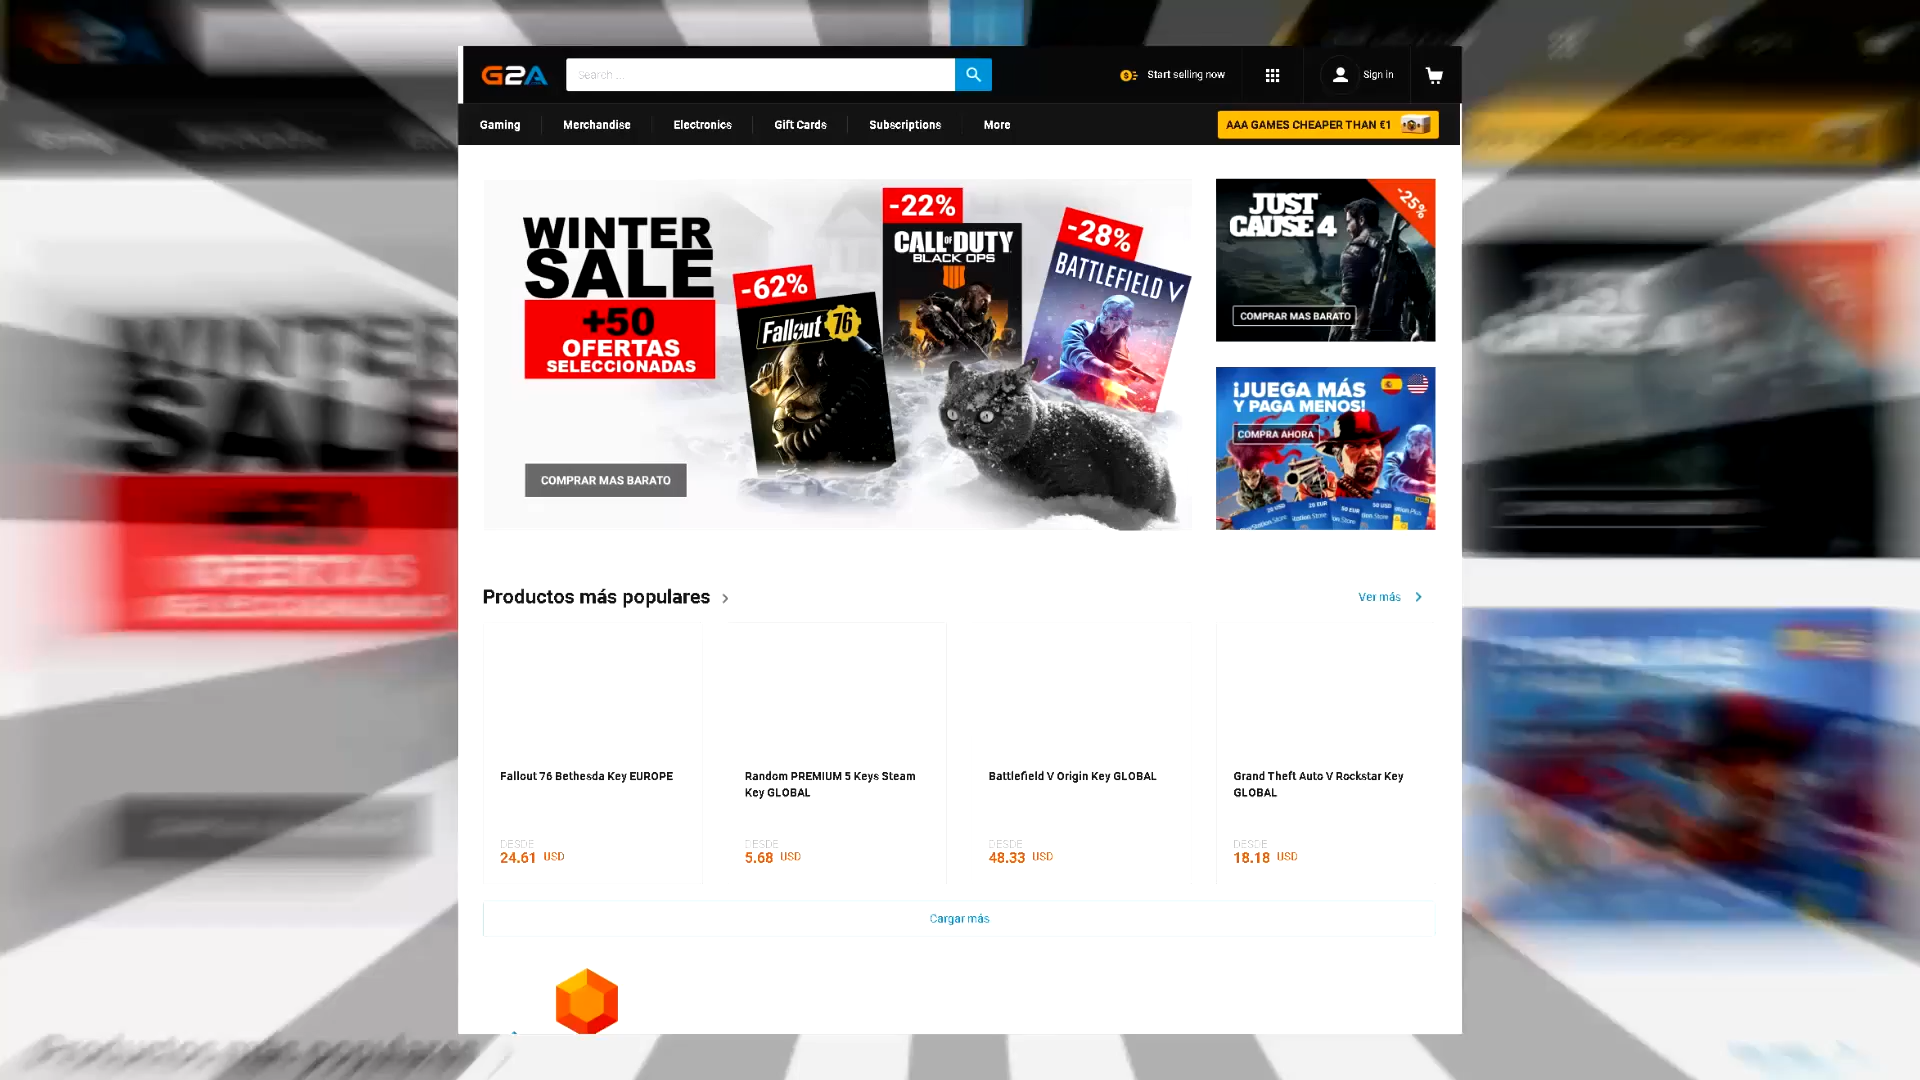 G2A
Search ...
Start selling now
Sign in
Gaming
Merchandise
Electronics
Gift Cards
Subscriptions
More
AAA GAMES CHEAPER THAN €1
WINTER
SALE
+50
OFERTAS
SELECCIONADAS
COMPRAR MAS BARATO
-62%
Fallout 76
-22%
CALL OF DUTY
BLACK OPS
IIII
-28%
BATTLEFIELD V
JUST
CAUSE 4
-25%
COMPRAR MAS BARATO
¡JUEGA MÁS
Y PAGA MENOS!
COMPRA AHORA
Productos más populares
Ver más
Fallout 76 Bethesda Key EUROPE
DESDE
24.61 USD
Random PREMIUM 5 Keys Steam
Key GLOBAL
DESDE
5.68 USD
Battlefield V Origin Key GLOBAL
DESDE
48.33 USD
Grand Theft Auto V Rockstar Key
GLOBAL
DESDE
18.18 USD
Cargar más